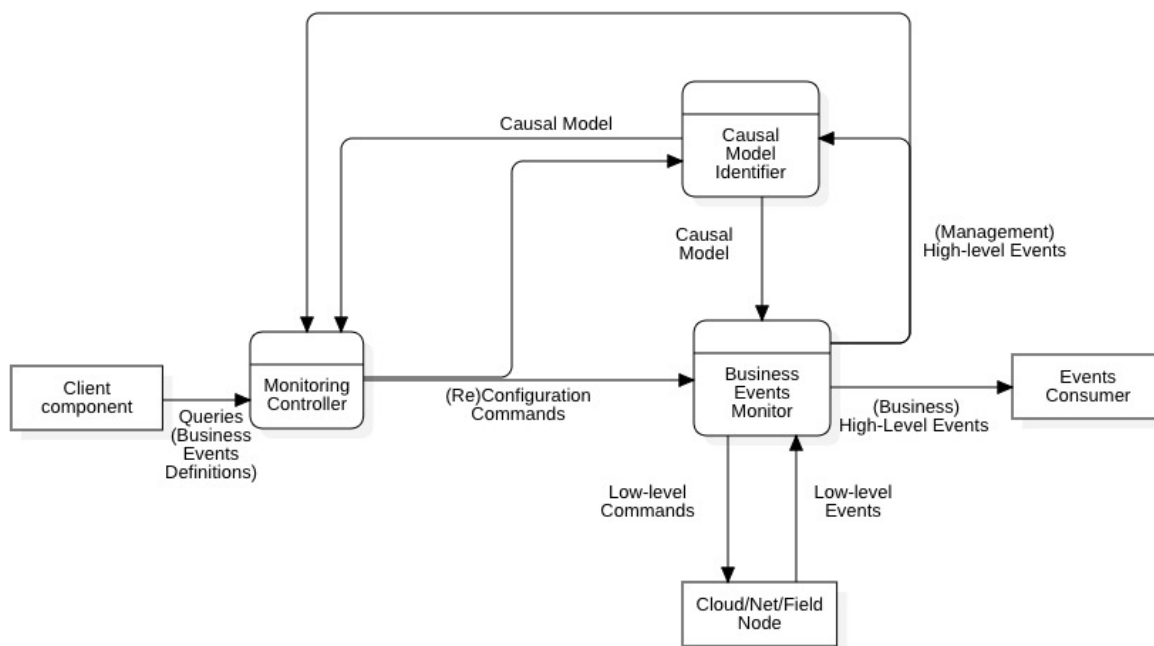 Causal Model
Causal
Model
Identifier
Causal
Model
(Management)
High-level Events
Client
component
Queries
(Business
Events
Definitions)
Monitoring
Controller
(Re)Configuration
Commands
Business
Events
Monitor
(Business)
High-Level Events
Events
Consumer
Low-level
Commands
Low-level
Events
Cloud/Net/Field
Node